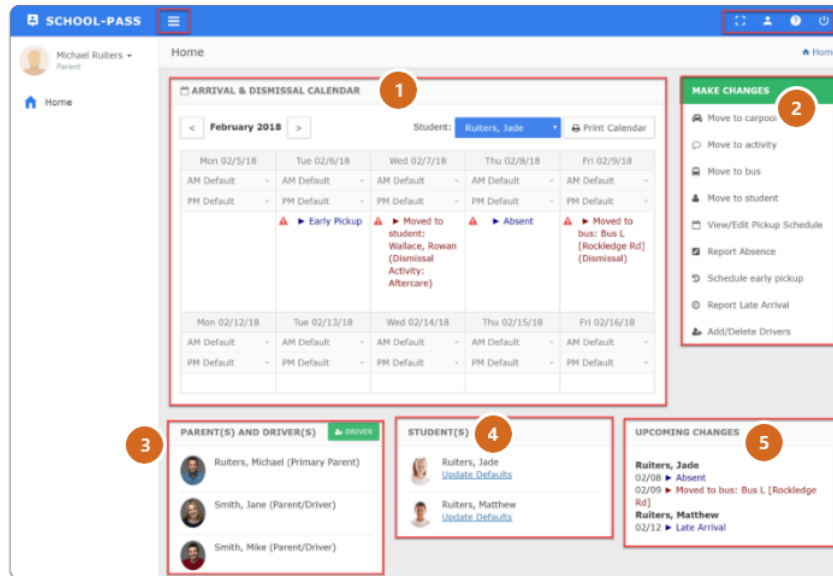 SCHOOL-PASS
Michael Ruiters
Parent
Home
Home
Home
ARRIVAL & DISMISSAL CALENDAR
1
< February 2018 >
Student: Ruiters, Jade
Print Calendar
Mon 02/5/18 Tue 02/6/18 Wed 02/7/18 Thu 02/8/18 Fri 02/9/18
AM Default AM Default AM Default AM Default AM Default
PM Default PM Default PM Default PM Default PM Default
Early Pickup
Moved to
student:
Wallace, Rowan
(Dismissal
Activity:
Aftercare)
Absent
Moved to
bus: Bus L
[Rockledge Rd]
(Dismissal)
Mon 02/12/18 Tue 02/13/18 Wed 02/14/18 Thu 02/15/18 Fri 02/16/18
AM Default AM Default AM Default AM Default AM Default
PM Default PM Default PM Default PM Default PM Default
MAKE CHANGES
2
Move to carpool
Move to activity
Move to bus
Move to student
View/Edit Pickup Schedule
Report Absence
Schedule early pickup
Report Late Arrival
Add/Delete Drivers
3
PARENT(S) AND DRIVER(S)
DRIVER
Ruiters, Michael (Primary Parent)
Smith, Jane (Parent/Driver)
Smith, Mike (Parent/Driver)
STUDENT(S)
4
Ruiters, Jade
Update Defaults
Ruiters, Matthew
Update Defaults
UPCOMING CHANGES
5
Ruiters, Jade
02/08 Absent
02/09 Moved to bus: Bus L [Rockledge
Rd]
Ruiters, Matthew
02/12 Late Arrival